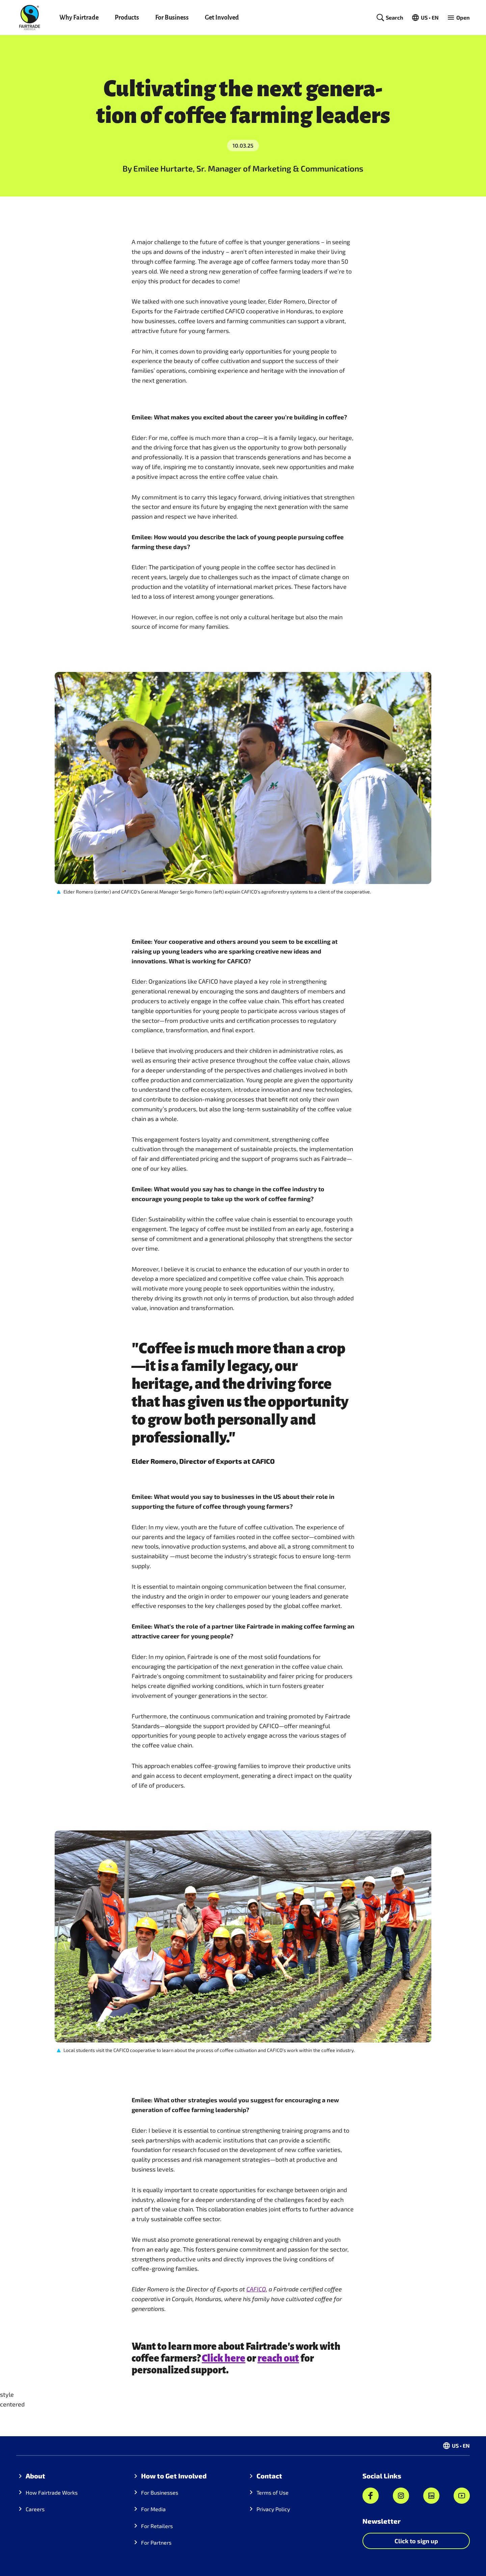 FAIRTRADE
Why Fairtrade
Products
For Business
Get Involved
Search
US • EN
Open
Cultivating the next genera-
tion of coffee farming leaders
10.03.25
By Emilee Hurtarte, Sr. Manager of Marketing & Communications
A major challenge to the future of coffee is that younger generations – in seeing
the ups and downs of the industry – aren't often interested in make their living
through coffee farming. The average age of coffee farmers today more than 50
years old. We need a strong new generation of coffee farming leaders if we're to
enjoy this product for decades to come!
We talked with one such innovative young leader, Elder Romero, Director of
Exports for the Fairtrade certified CAFICO cooperative in Honduras, to explore
how businesses, coffee lovers and farming communities can support a vibrant,
attractive future for young farmers.
For him, it comes down to providing early opportunities for young people to
experience the beauty of coffee cultivation and support the success of their
families' operations, combining experience and heritage with the innovation of
the next generation.
Emilee: What makes you excited about the career you're building in coffee?
Elder: For me, coffee is much more than a crop—it is a family legacy, our heritage,
and the driving force that has given us the opportunity to grow both personally
and professionally. It is a passion that transcends generations and has become a
way of life, inspiring me to constantly innovate, seek new opportunities and make
a positive impact across the entire coffee value chain.
My commitment is to carry this legacy forward, driving initiatives that strengthen
the sector and ensure its future by engaging the next generation with the same
passion and respect we have inherited.
Emilee: How would you describe the lack of young people pursuing coffee
farming these days?
Elder: The participation of young people in the coffee sector has declined in
recent years, largely due to challenges such as the impact of climate change on
production and the volatility of international market prices. These factors have
led to a loss of interest among younger generations.
However, in our region, coffee is not only a cultural heritage but also the main
source of income for many families.
Elder Romero (center) and CAFICO's General Manager Sergio Romero (left) explain CAFICO's agroforestry systems to a client of the cooperative.
Emilee: Your cooperative and others around you seem to be excelling at
raising up young leaders who are sparking creative new ideas and
innovations. What is working for CAFICO?
Elder: Organizations like CAFICO have played a key role in strengthening
generational renewal by encouraging the sons and daughters of members and
producers to actively engage in the coffee value chain. This effort has created
tangible opportunities for young people to participate across various stages of
the sector—from productive units and certification processes to regulatory
compliance, transformation, and final export.
I believe that involving producers and their children in administrative roles, as
well as ensuring their active presence throughout the coffee value chain, allows
for a deeper understanding of the perspectives and challenges involved in both
coffee production and commercialization. Young people are given the opportunity
to understand the coffee ecosystem, introduce innovation and new technologies,
and contribute to decision-making processes that benefit not only their own
community's producers, but also the long-term sustainability of the coffee value
chain as a whole.
This engagement fosters loyalty and commitment, strengthening coffee
cultivation through the management of sustainable projects, the implementation
of fair and differentiated pricing and the support of programs such as Fairtrade—
one of our key allies.
Emilee: What would you say has to change in the coffee industry to
encourage young people to take up the work of coffee farming?
Elder: Sustainability within the coffee value chain is essential to encourage youth
engagement. The legacy of coffee must be instilled from an early age, fostering a
sense of commitment and a generational philosophy that strengthens the sector
over time.
Moreover, I believe it is crucial to enhance the education of our youth in order to
develop a more specialized and competitive coffee value chain. This approach
will motivate more young people to seek opportunities within the industry,
thereby driving its growth not only in terms of production, but also through added
value, innovation and transformation.
"Coffee is much more than a crop
—it is a family legacy, our
heritage, and the driving force
that has given us the opportunity
to grow both personally and
professionally."
Elder Romero, Director of Exports at CAFICO
Emilee: What would you say to businesses in the US about their role in
supporting the future of coffee through young farmers?
Elder: In my view, youth are the future of coffee cultivation. The experience of
our parents and the legacy of families rooted in the coffee sector—combined with
new tools, innovative production systems, and above all, a strong commitment to
sustainability —must become the industry's strategic focus to ensure long-term
supply.
It is essential to maintain ongoing communication between the final consumer,
the industry and the origin in order to empower our young leaders and generate
effective responses to the key challenges posed by the global coffee market.
Emilee: What's the role of a partner like Fairtrade in making coffee farming an
attractive career for young people?
Elder: In my opinion, Fairtrade is one of the most solid foundations for
encouraging the participation of the next generation in the coffee value chain.
Fairtrade's ongoing commitment to sustainability and fairer pricing for producers
helps create dignified working conditions, which in turn fosters greater
involvement of younger generations in the sector.
Furthermore, the continuous communication and training promoted by Fairtrade
Standards—alongside the support provided by CAFICO—offer meaningful
opportunities for young people to actively engage across the various stages of
the coffee value chain.
This approach enables coffee-growing families to improve their productive units
and gain access to decent employment, generating a direct impact on the quality
of life of producers.
Local students visit the CAFICO cooperative to learn about the process of coffee cultivation and CAFICO's work within the coffee industry.
Emilee: What other strategies would you suggest for encouraging a new
generation of coffee farming leadership?
Elder: I believe it is essential to continue strengthening training programs and to
seek partnerships with academic institutions that can provide a scientific
foundation for research focused on the development of new coffee varieties,
quality processes and risk management strategies—both at productive and
business levels.
It is equally important to create opportunities for exchange between origin and
industry, allowing for a deeper understanding of the challenges faced by each
part of the value chain. This collaboration enables joint efforts to further advance
a truly sustainable coffee sector.
We must also promote generational renewal by engaging children and youth
from an early age. This fosters genuine commitment and passion for the sector,
strengthens productive units and directly improves the living conditions of
coffee-growing families.
Elder Romero is the Director of Exports at CAFICO, a Fairtrade certified coffee
cooperative in Corquín, Honduras, where his family have cultivated coffee for
generations.
Want to learn more about Fairtrade's work with
coffee farmers? Click here or reach out for
personalized support.
style
centered
US • EN
About
How Fairtrade Works
Careers
How to Get Involved
For Businesses
For Media
For Retailers
For Partners
Contact
Terms of Use
Privacy Policy
Social Links
Newsletter
Click to sign up